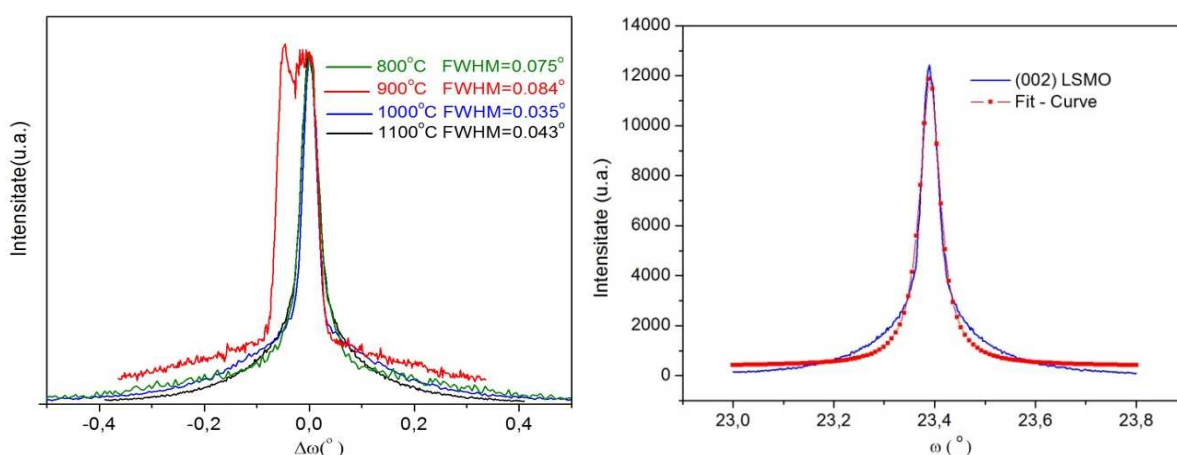 Intensitate(u.a.)
800°C FWHM=0.075°
900°C FWHM=0.084°
1000°C FWHM=0.035°
1100°C FWHM=0.043°
-0,4 -0,2 0,0 0,2 0,4
Δω(°)
Intensitate (u.a.)
14000
12000
10000
8000
6000
4000
2000
0
(002) LSMO
Fit - Curve
23,0 23,2 23,4 23,6 23,8
ω (°)